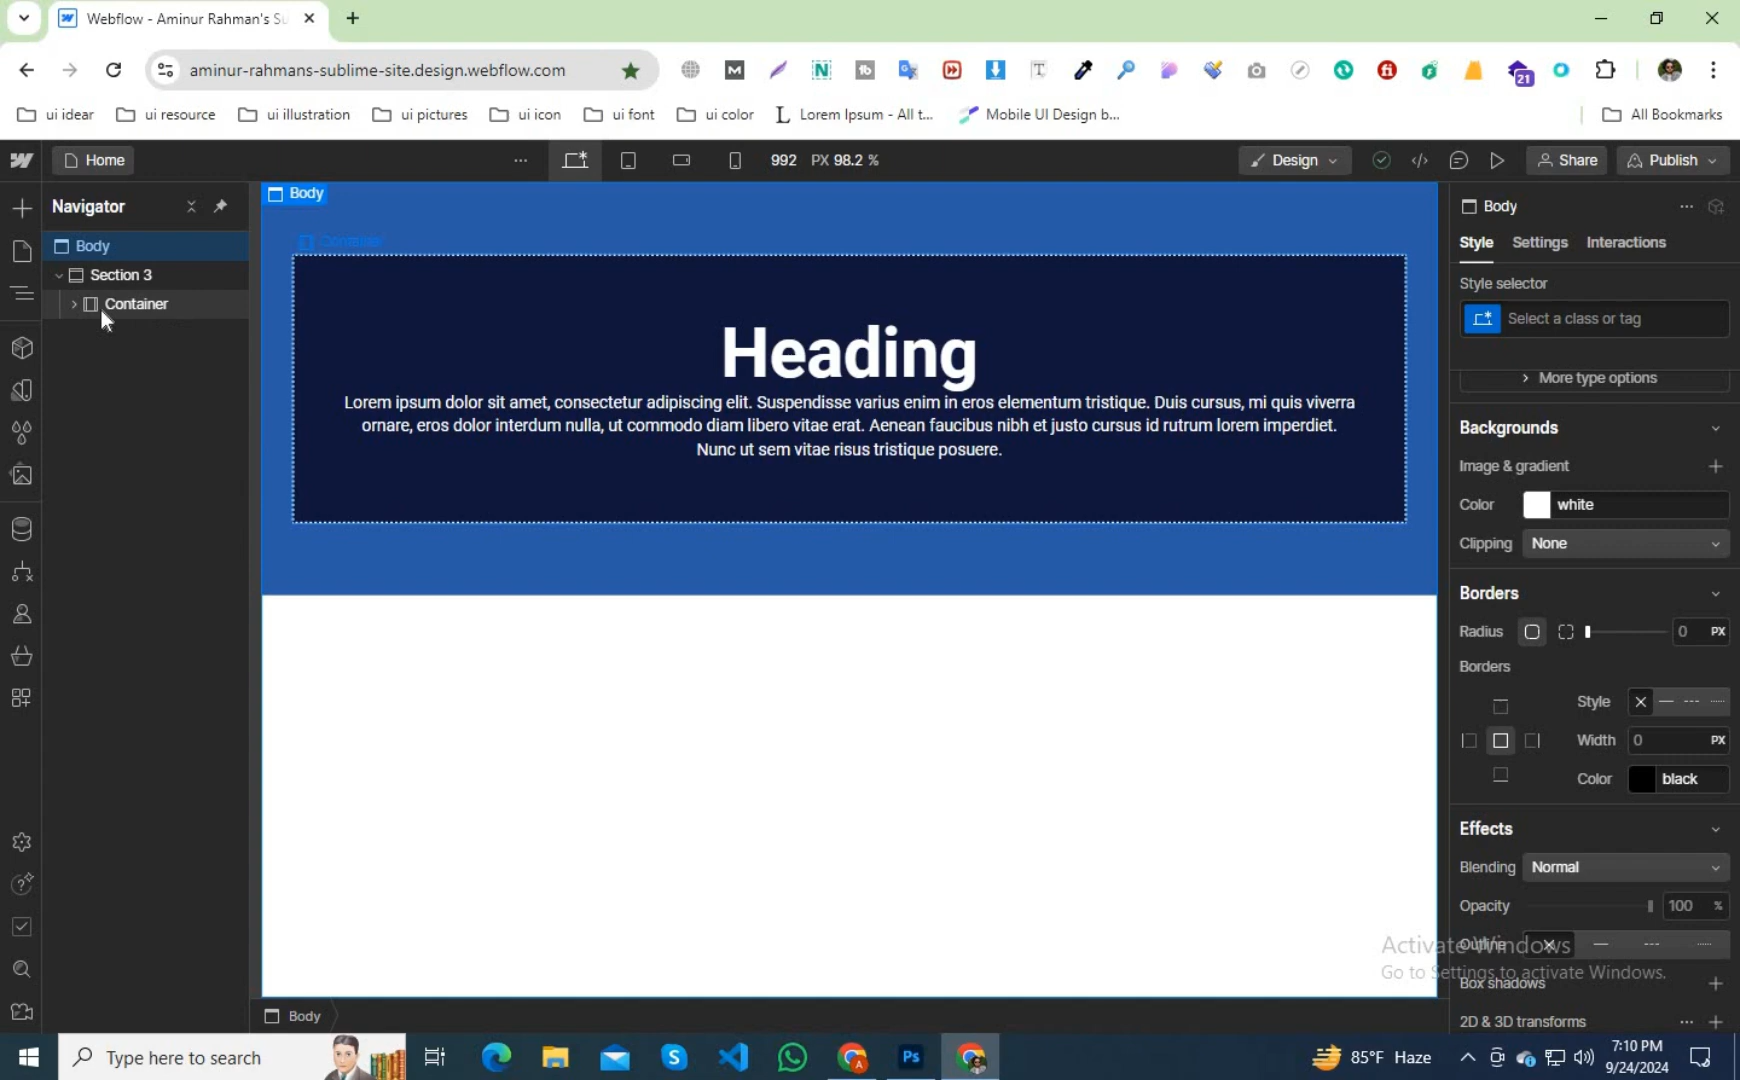 Webflow - Aminur Rahman's Su
aminur-rahmans-sublime-site.design.webflow.com
21
ui idear
ui resource
ui illustration
ui pictures
ui icon
ui font
ui color
Lorem Ipsum - All t...
Mobile UI Design b...
All Bookmarks
Home
992 PX 98.2 %
Design
Share
Publish
Navigator
Body
Section 3
Container
Body
Container
Heading
Lorem ipsum dolor sit amet, consectetur adipiscing elit. Suspendisse varius enim in eros elementum tristique. Duis cursus, mi quis viverra
ornare, eros dolor interdum nulla, ut commodo diam libero vitae erat. Aenean faucibus nibh et justo cursus id rutrum lorem imperdiet.
Nunc ut sem vitae risus tristique posuere.
Body
Style
Settings
Interactions
Style selector
Select a class or tag
More type options
Backgrounds
Image & gradient
Color white
Clipping None
Borders
Radius 0 PX
Borders
Style
Width 0 PX
Color black
Effects
Blending Normal
Opacity 100 %
Outline
Box shadows
2D & 3D transforms
Activate Windows
Go to Settings to activate Windows.
Body
Type here to search
Ps
85°F Haze
7:10 PM
9/24/2024